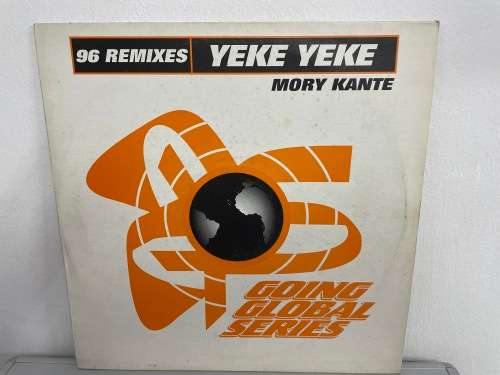 96 REMIXES YEKE YEKE
MORY KANTE
GOING
GLOBAL
SERIES